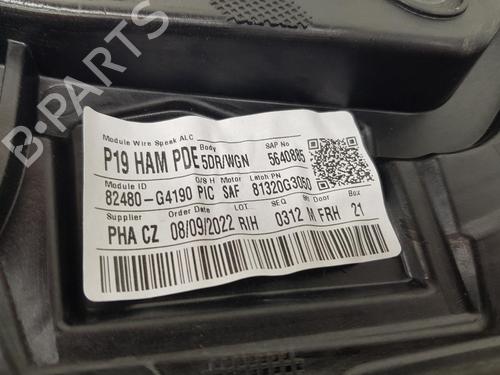 B-PARTS
Module Wire Speak ALC Body SAP No
P19 HAM PDE 5DR/WGN 5640885
Module ID O/S H Motor Latch PN
82480-G4190 PIC SAF 81320G3050
Supplier Order Date SEQ Door Box
PHA CZ 08/09/2022 RIH 0312 M FRH 21